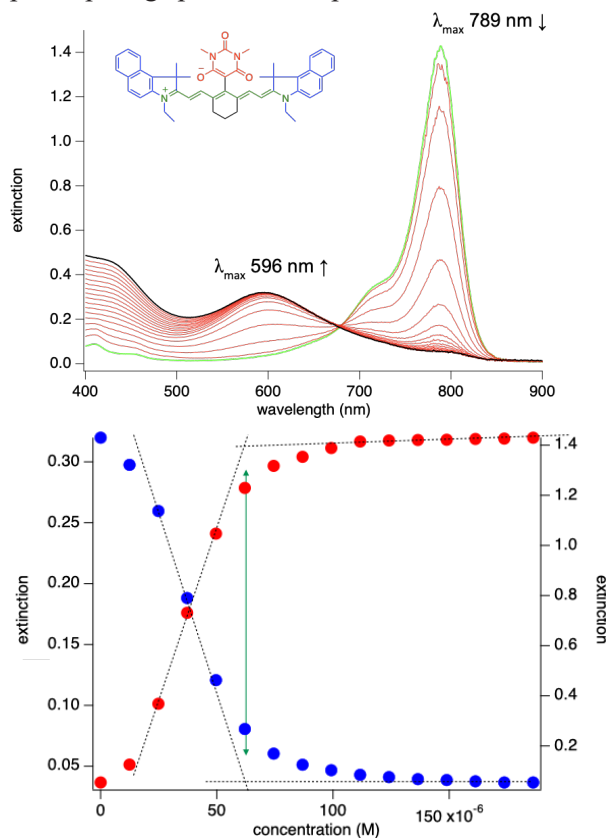 λmax 789 nm ↓
1.4
1.2
1.0
0.8
0.6
0.4
0.2
0.0
extinction
N
O
N
O
O
O
N
N
+
-
λmax 596 nm ↑
400
500
600
700
800
900
wavelength (nm)
0.30
0.25
0.20
0.15
0.10
0.05
extinction
1.4
1.2
1.0
0.8
0.6
0.4
0.2
extinction
0
50
100
150 x10-6
concentration (M)